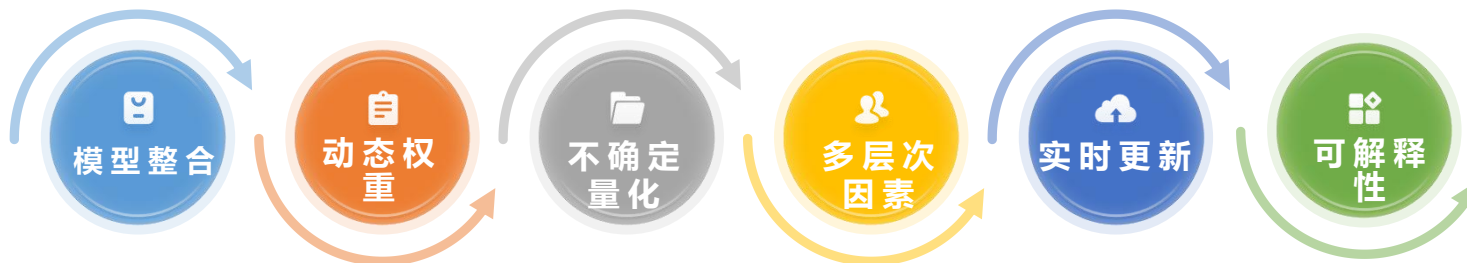 模型整合
动态权
重
不确定
量化
多层次
因素
实时更新
可解释
性